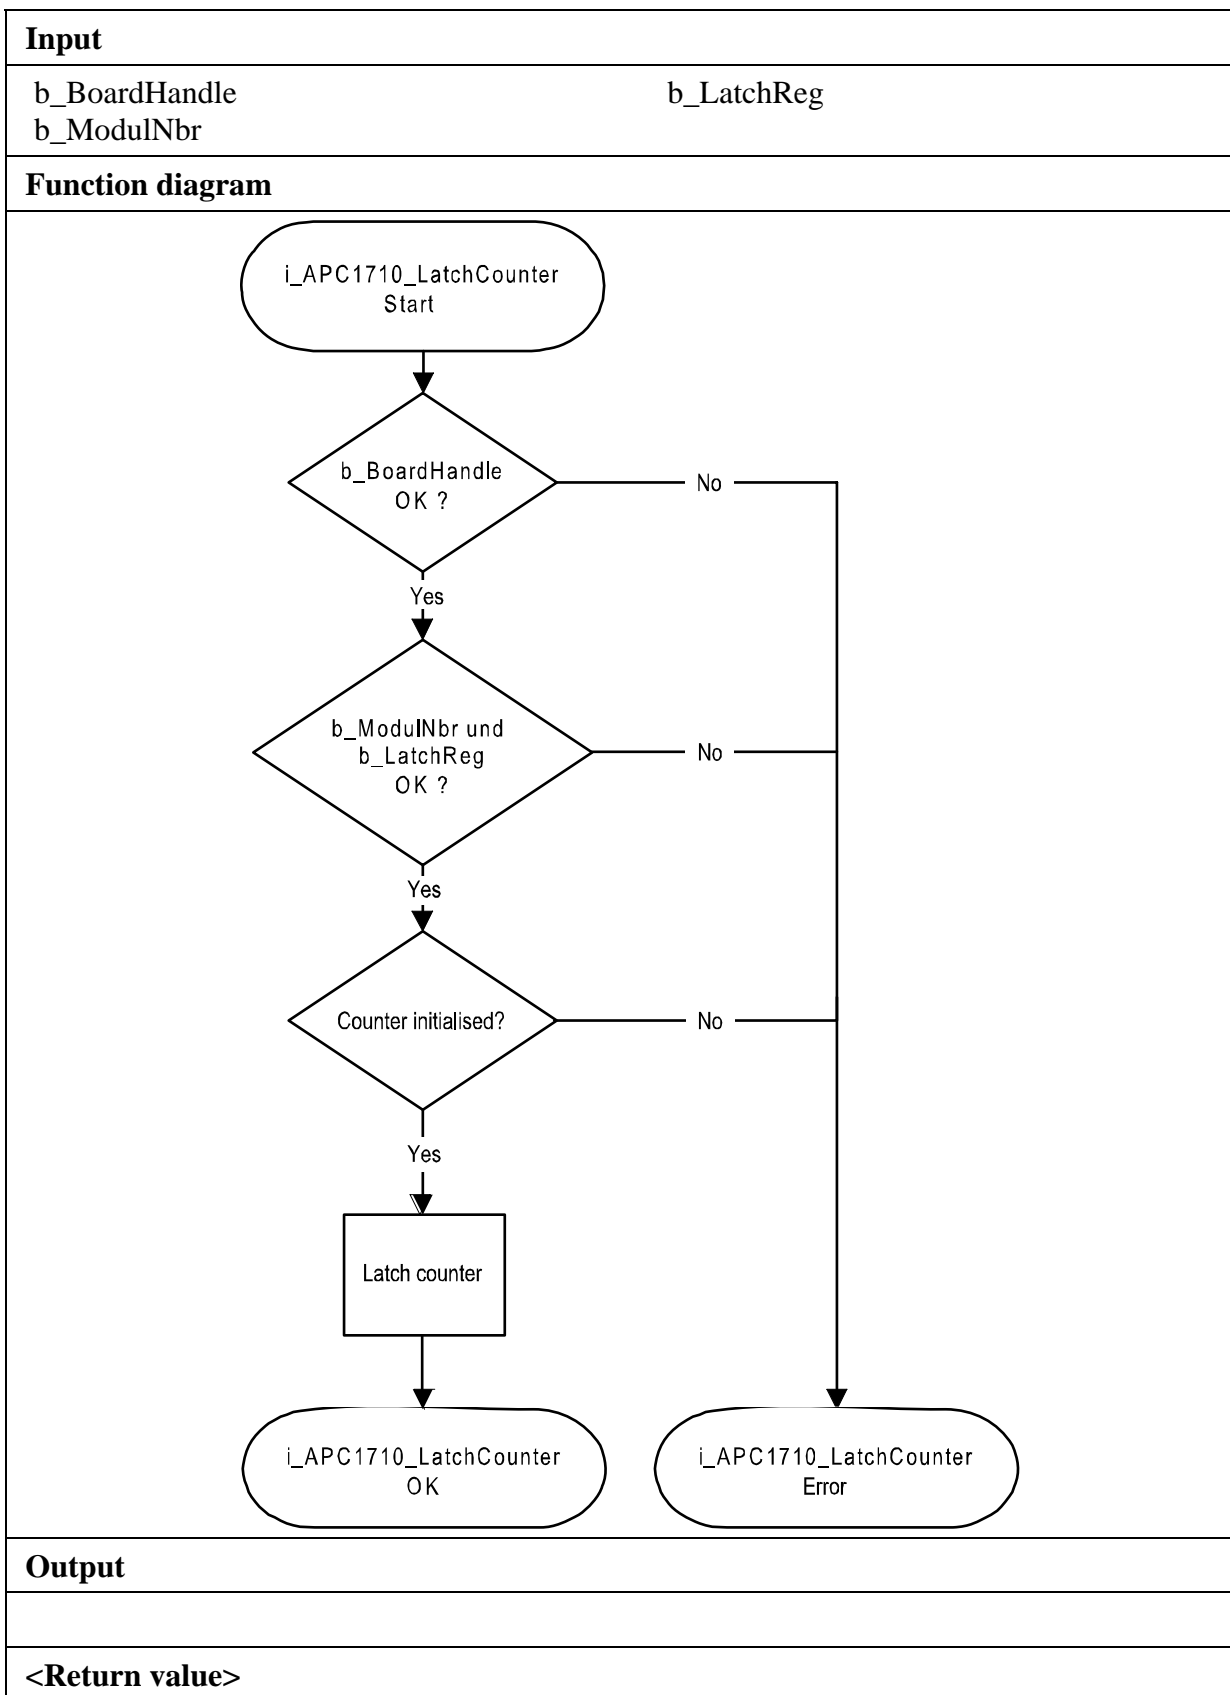 Input
b_BoardHandle b_LatchReg
b_ModulNbr
Function diagram
i_APC1710_LatchCounter
Start
b_BoardHandle
OK ?
No
Yes
b_ModulNbr und
b_LatchReg
OK ?
No
Yes
Counter initialised?
No
Yes
Latch counter
i_APC1710_LatchCounter
OK
i_APC1710_LatchCounter
Error
Output
<Return value>